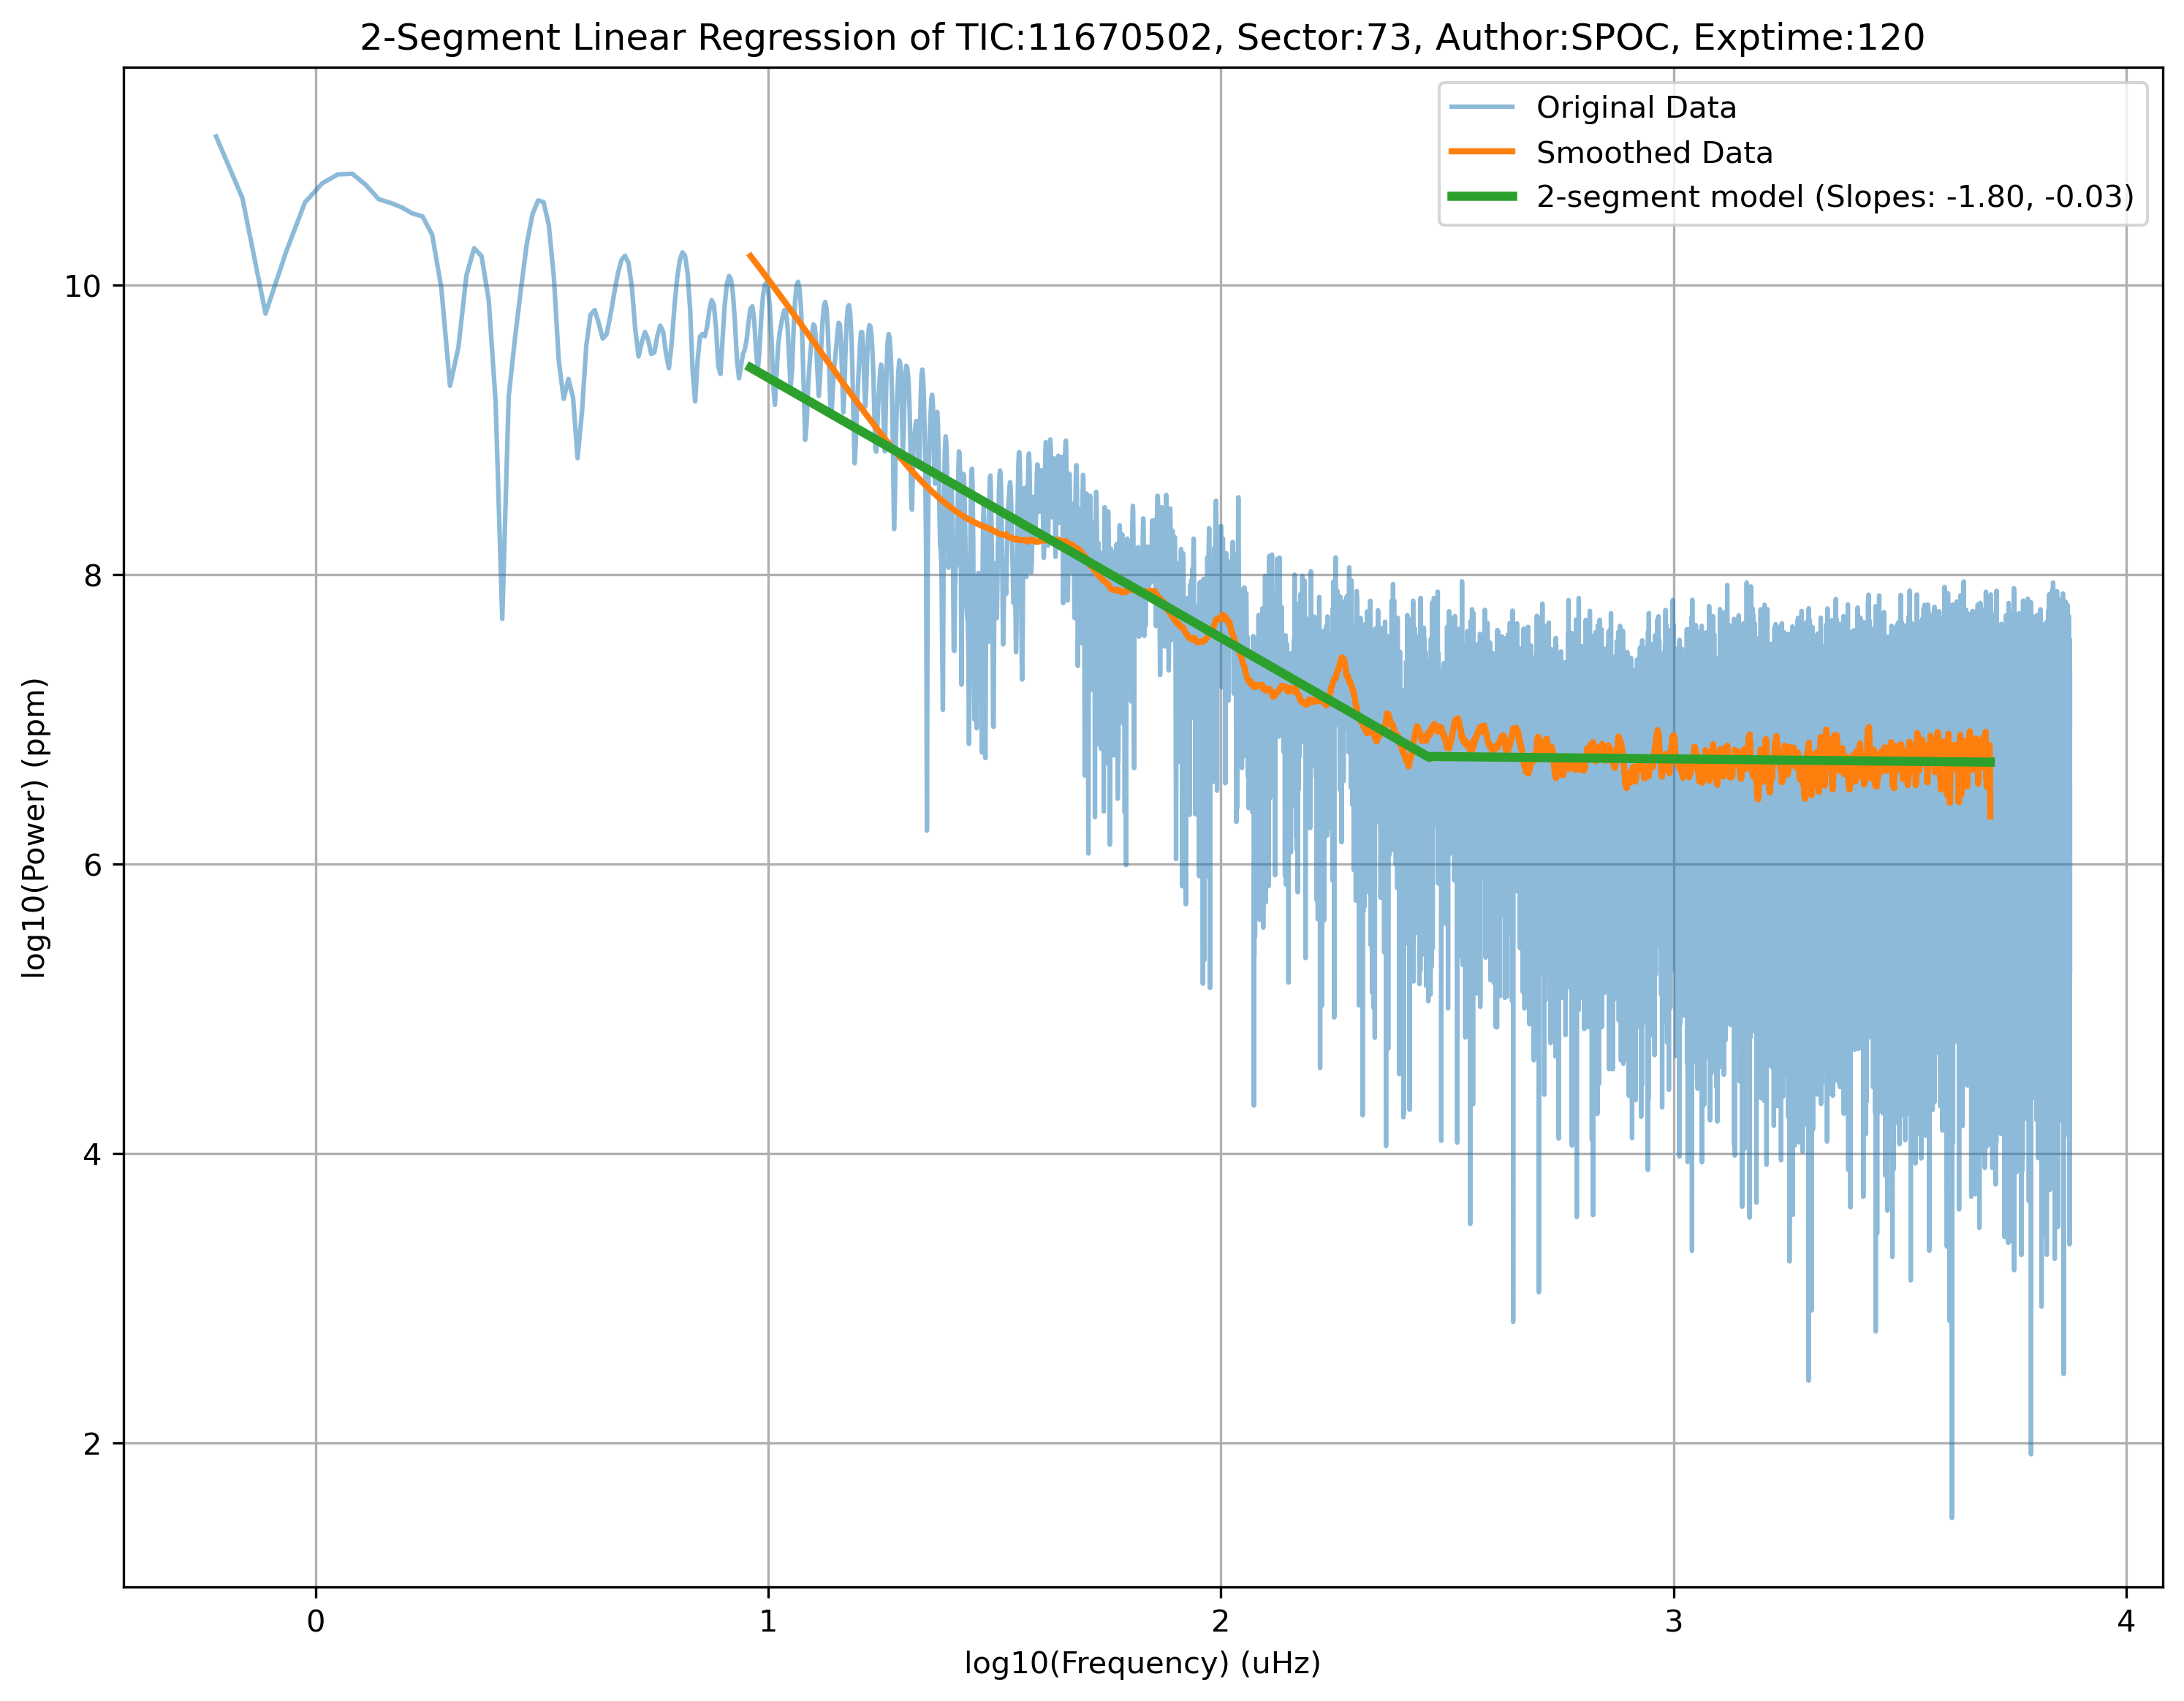 2-Segment Linear Regression of TIC:11670502, Sector:73, Author:SPOC, Exptime:120
Original Data
Smoothed Data
2-segment model (Slopes: -1.80, -0.03)
log10(Power) (ppm)
10
8
6
4
2
0 1 2 3 4
log10(Frequency) (uHz)